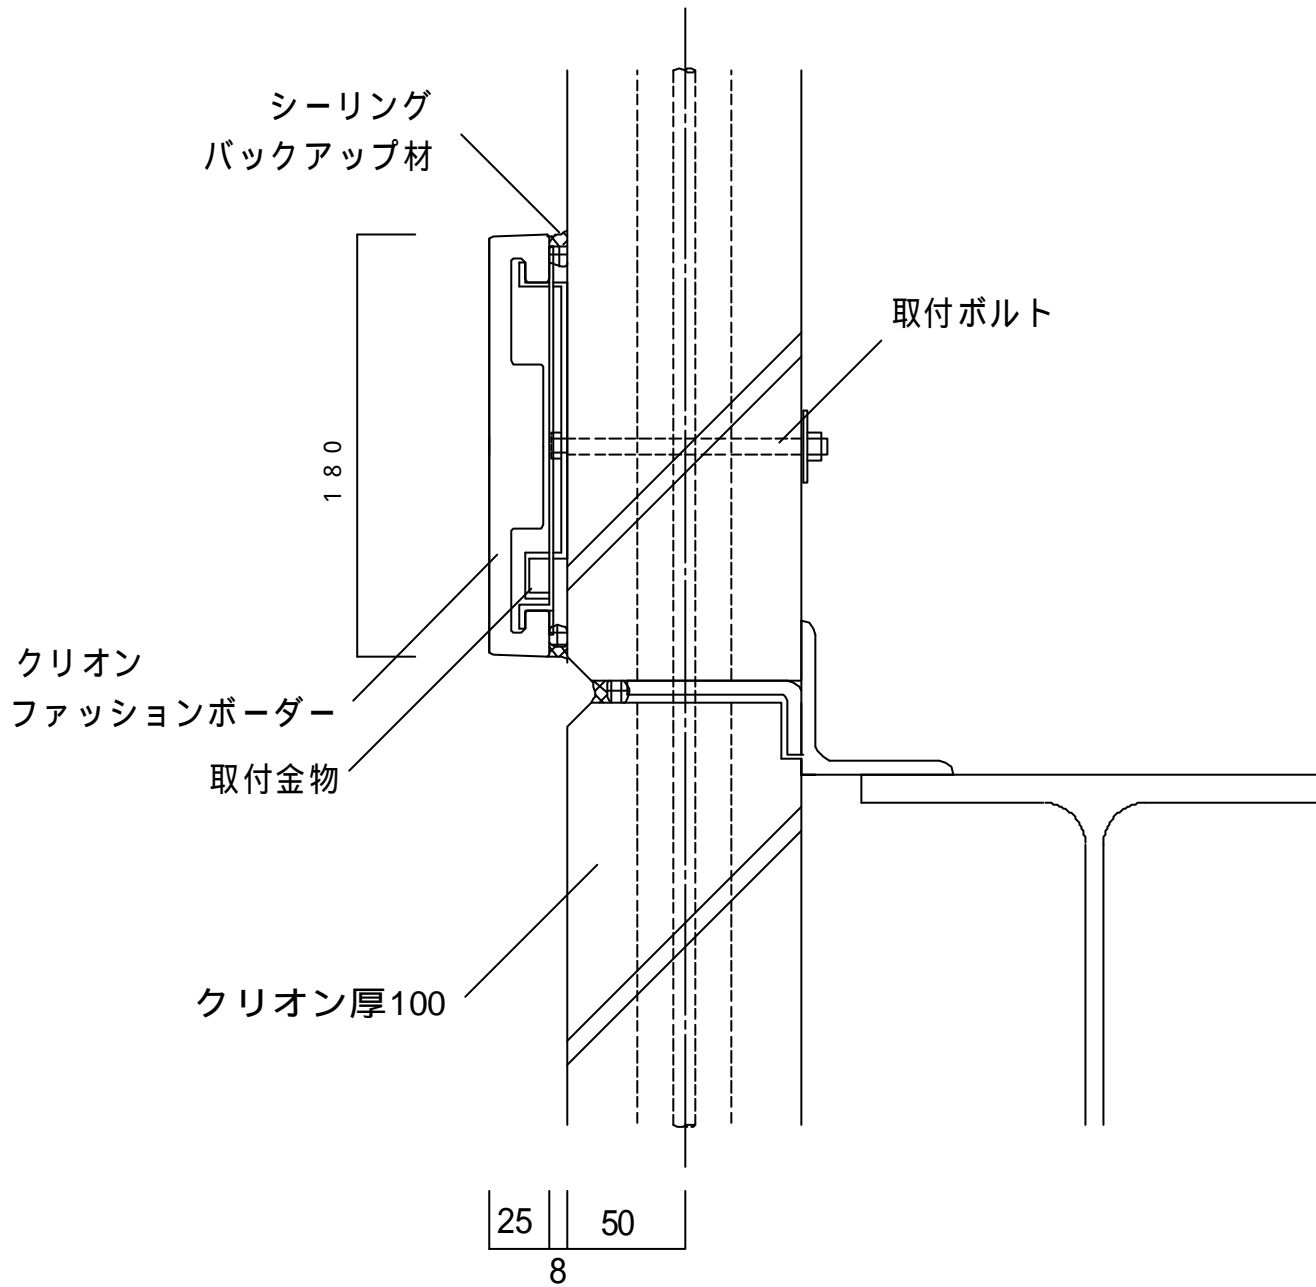 シーリング
バックアップ材
取付ボルト
180
クリオン
ファッションボーダー
取付金物
クリオン厚100
25
50
8